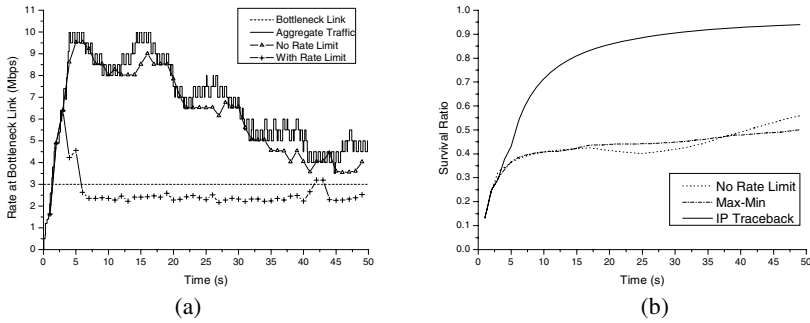 Bottleneck Link
Aggregate Traffic
No Rate Limit
With Rate Limit
Rate at Bottleneck Link (Mbps)
11
10
9
8
7
6
5
4
3
2
1
0
0 5 10 15 20 25 30 35 40 45 50
Time (s)
(a)
Survival Ratio
1.0
0.9
0.8
0.7
0.6
0.5
0.4
0.3
0.2
0.1
0.0
No Rate Limit
Max-Min
IP Traceback
0 5 10 15 20 25 30 35 40 45 50
Time (s)
(b)